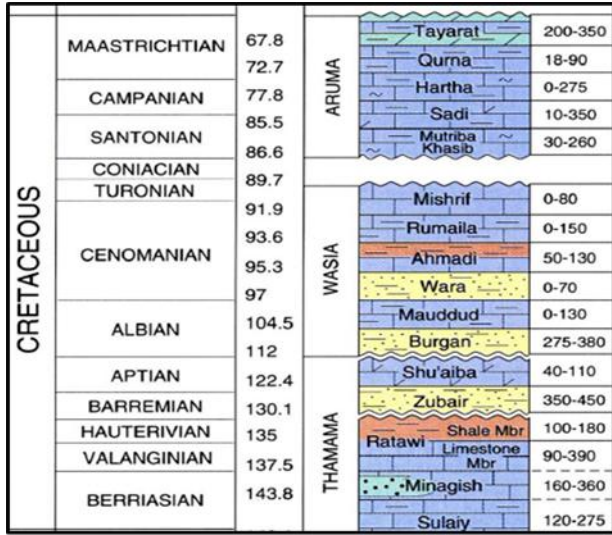 CRETACEOUS
MAASTRICHTIAN
CAMPANIAN
SANTONIAN
CONIACIAN
TURONIAN
CENOMANIAN
ALBIAN
APTIAN
BARREMIAN
HAUTERIVIAN
VALANGINIAN
BERRIASIAN
67.8
72.7
77.8
85.5
86.6
89.7
91.9
93.6
95.3
97
104.5
112
122.4
130.1
135
137.5
143.8
ARUMA
WASIA
THAMAMA
Tayarat
Qurna
Hartha
Sadi
Mutriba
Khasib
Mishrif
Rumaila
Ahmadi
Wara
Mauddud
Burgan
Shu'aiba
Zubair
Ratawi
Shale Mbr
Limestone
Mbr
Minagish
Sulaiy
200-350
18-90
0-275
10-350
30-260
0-80
0-150
50-130
0-70
0-130
275-380
40-110
350-450
100-180
90-390
160-360
120-275